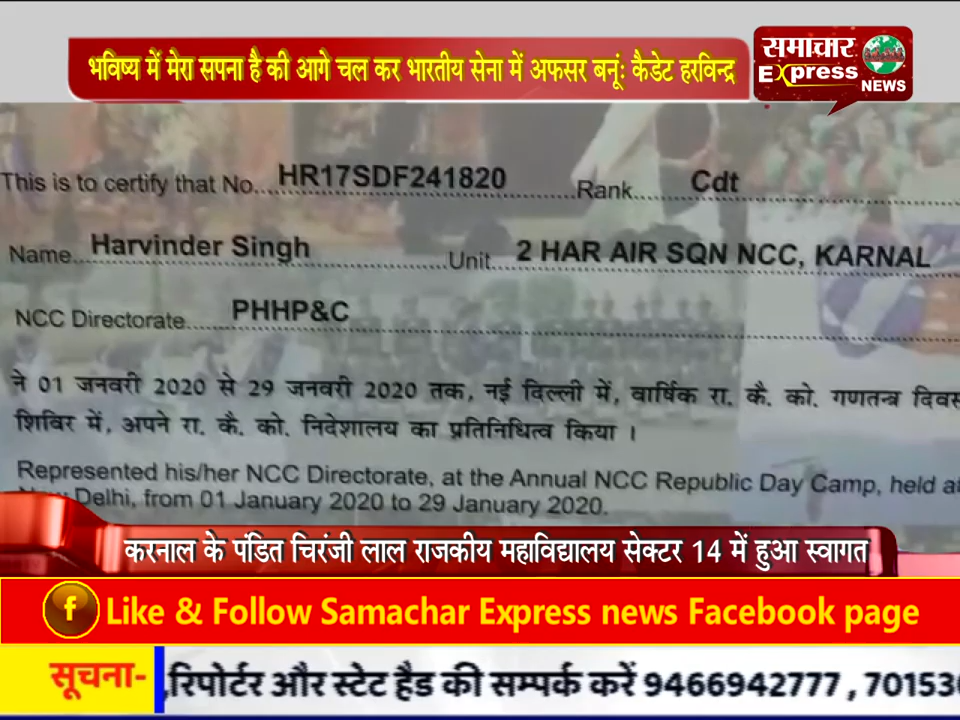 भविष्य में मेरा सपना है की आगे चल कर भारतीय सेना में अफसर बनूं: कैडेट हरविन्द्र
समाचार
Express
NEWS
This is to certify that No....HR17SDF241820 Rank.....Cdt
Name...Harvinder Singh Unit...2 HAR AIR SQN NCC, KARNAL
NCC Directorate......PHHP&C
ने 01 जनवरी 2020 से 29 जनवरी 2020 तक, नई दिल्ली में, वार्षिक रा. कै. को. गणतन्त्र दिवस
शिविर में, अपने रा. कै. को. निदेशालय का प्रतिनिधित्व किया ।
Represented his/her NCC Directorate, at the Annual NCC Republic Day Camp, held at
New Delhi, from 01 January 2020 to 29 January 2020.
करनाल के पंडित चिरंजी लाल राजकीय महाविद्यालय सेक्टर 14 में हुआ स्वागत
f Like & Follow Samachar Express news Facebook page
सूचना- ,रिपोर्टर और स्टेट हैड की सम्पर्क करें 9466942777 , 70153